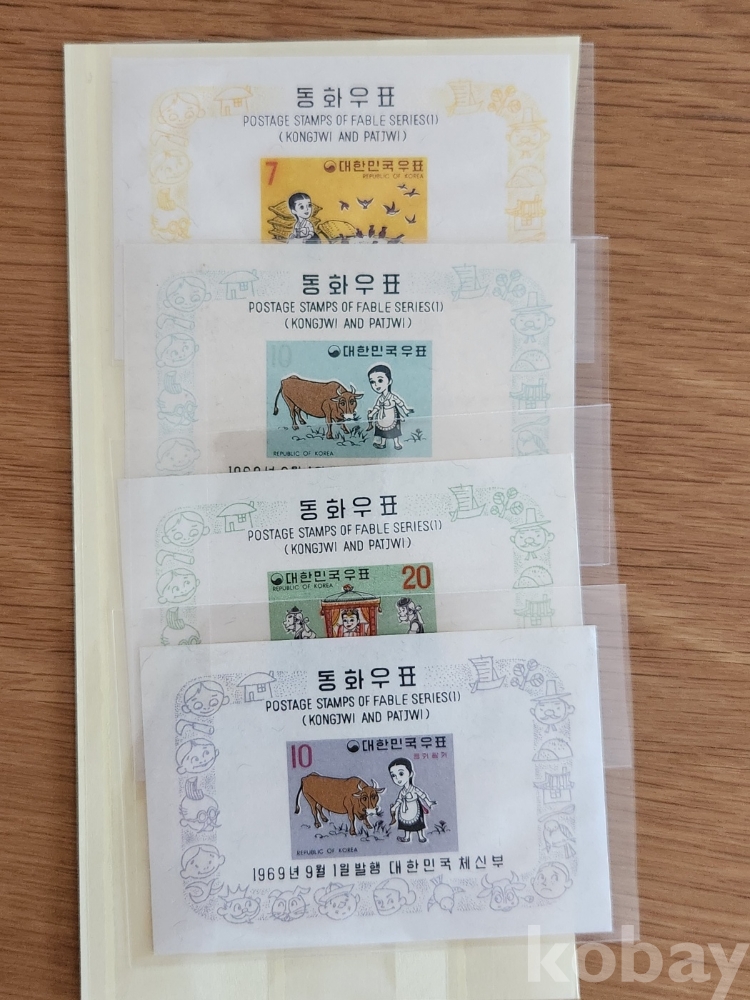 동화우표
POSTAGE STAMPS OF FABLE SERIES(1)
(KONGJWI AND PATJWI)
7 대한민국우표
REPUBLIC OF KOREA
동화우표
POSTAGE STAMPS OF FABLE SERIES(1)
(KONGJWI AND PATJWI)
10 대한민국우표
REPUBLIC OF KOREA
동화우표
POSTAGE STAMPS OF FABLE SERIES(1)
(KONGJWI AND PATJWI)
대한민국우표 20
REPUBLIC OF KOREA
동화우표
POSTAGE STAMPS OF FABLE SERIES(1)
(KONGJWI AND PATJWI)
10 대한민국우표
REPUBLIC OF KOREA
1969년 9월 1일 발행 대한민국 체신부
kobay